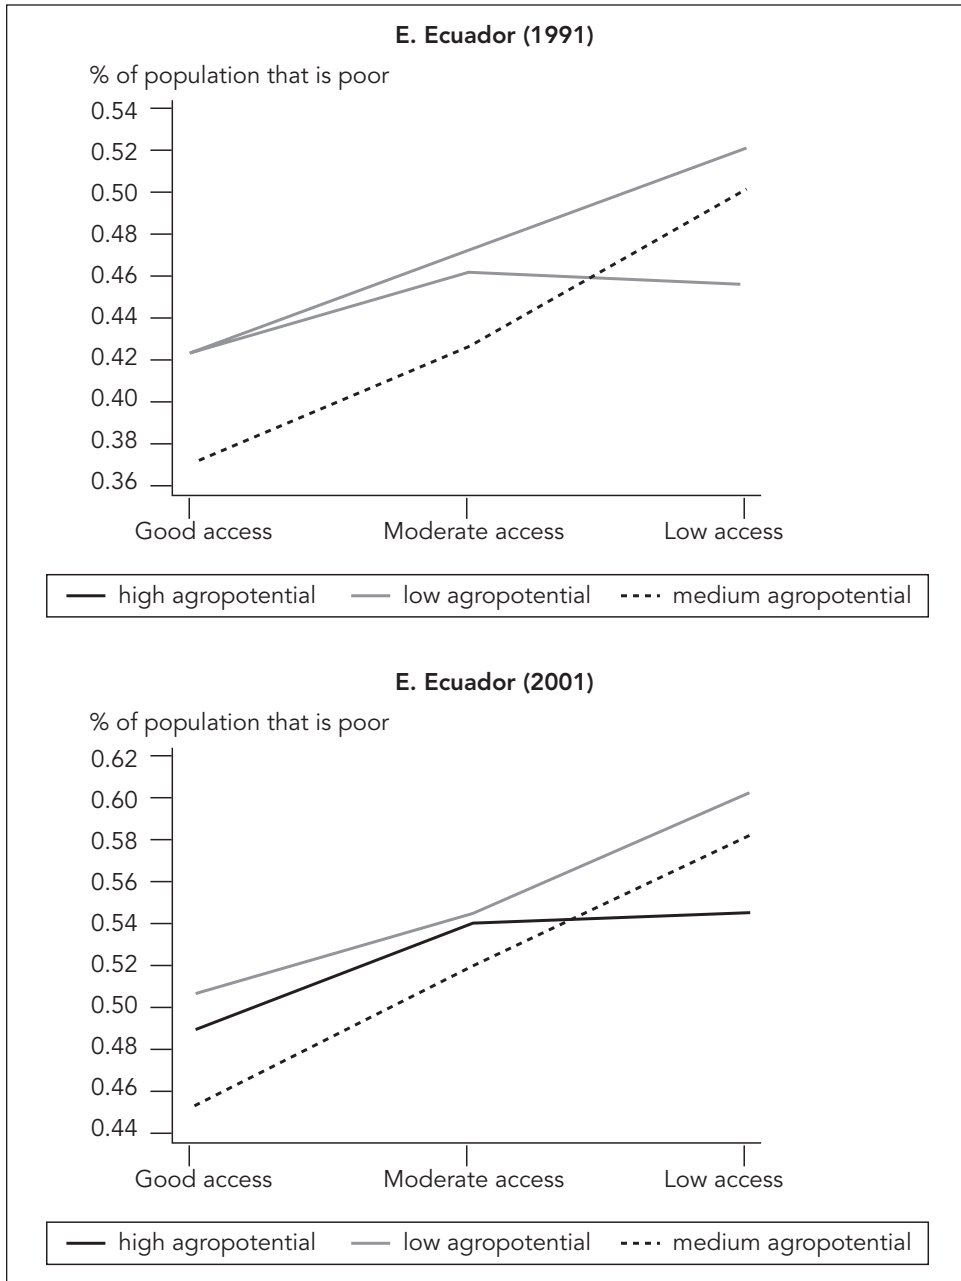 E. Ecuador (1991)
% of population that is poor
0.54
0.52
0.50
0.48
0.46
0.44
0.42
0.40
0.38
0.36
Good access Moderate access Low access
high agropotential low agropotential medium agropotential
E. Ecuador (2001)
% of population that is poor
0.62
0.60
0.58
0.56
0.54
0.52
0.50
0.48
0.46
0.44
Good access Moderate access Low access
high agropotential low agropotential medium agropotential